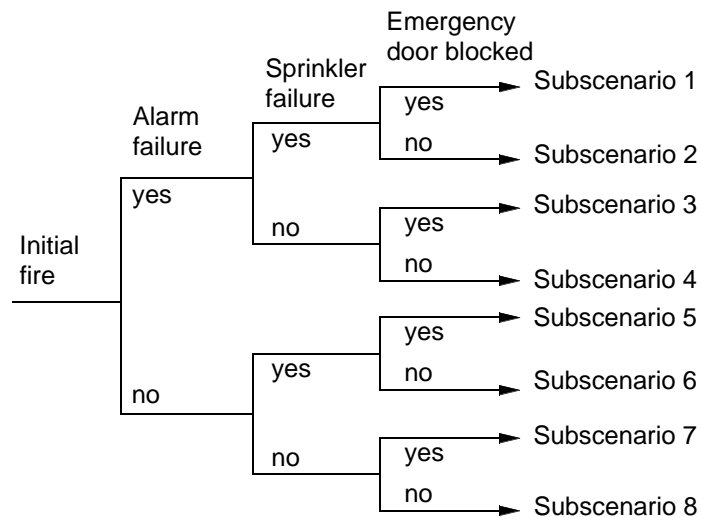 Emergency
door blocked
Sprinkler
failure
Alarm
failure
Initial
fire
yes
no
yes
no
yes
no
yes
no
yes
no
yes
no
yes
no
Subscenario 1
Subscenario 2
Subscenario 3
Subscenario 4
Subscenario 5
Subscenario 6
Subscenario 7
Subscenario 8